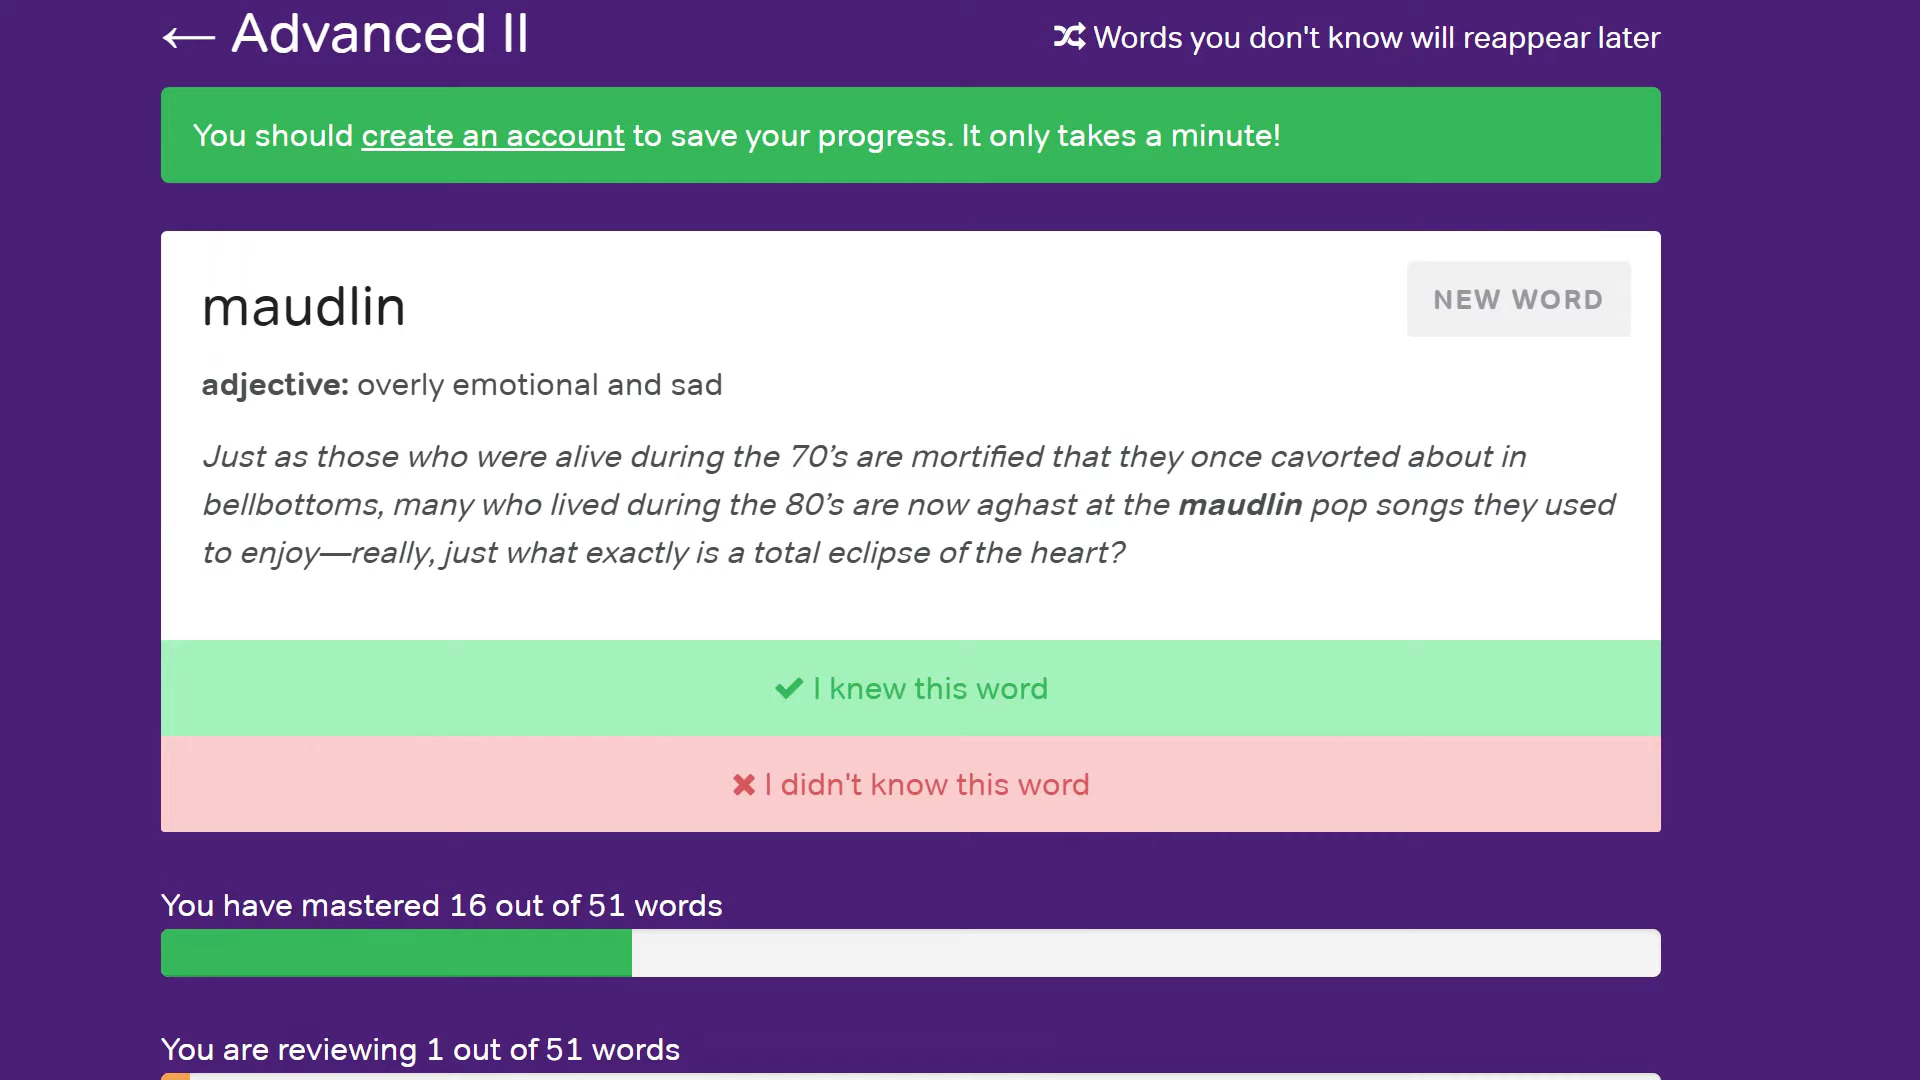 ← Advanced II
Words you don't know will reappear later
You should create an account to save your progress. It only takes a minute!
maudlin
NEW WORD
adjective: overly emotional and sad
Just as those who were alive during the 70’s are mortified that they once cavorted about in
bellbottoms, many who lived during the 80’s are now aghast at the maudlin pop songs they used
to enjoy—really, just what exactly is a total eclipse of the heart?
I knew this word
I didn't know this word
You have mastered 16 out of 51 words
You are reviewing 1 out of 51 words